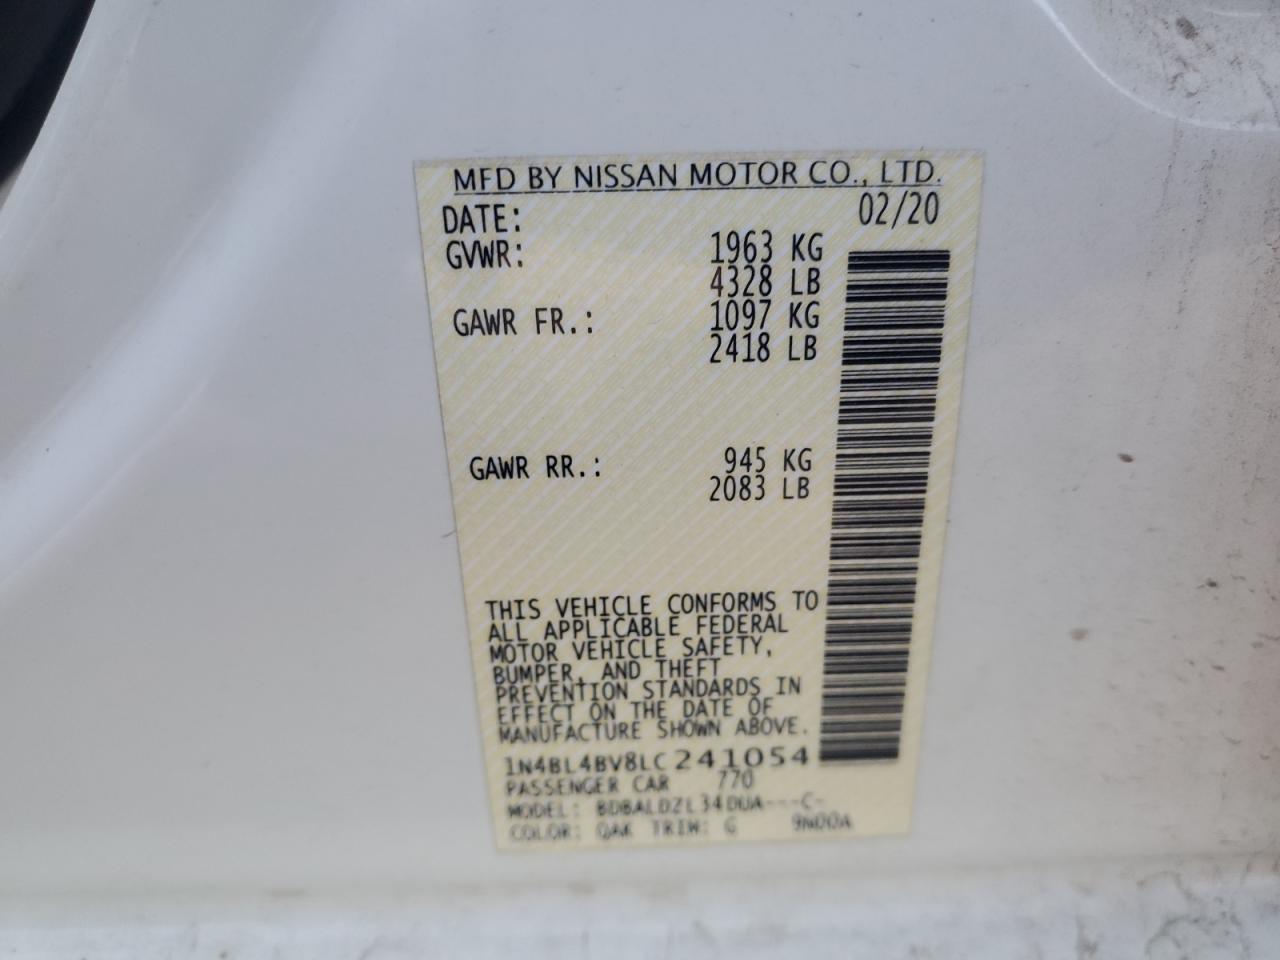 MFD BY NISSAN MOTOR CO., LTD.
DATE: 02/20
GVWR: 1963 KG
4328 LB
GAWR FR.: 1097 KG
2418 LB
GAWR RR.: 945 KG
2083 LB
THIS VEHICLE CONFORMS TO
ALL APPLICABLE FEDERAL
MOTOR VEHICLE SAFETY,
BUMPER, AND THEFT
PREVENTION STANDARDS IN
EFFECT ON THE DATE OF
MANUFACTURE SHOWN ABOVE.
1N4BL4BV8LC241054
PASSENGER CAR 770
MODEL: BDBALDZL34DUA---C-
COLOR: QAK TRIM: G